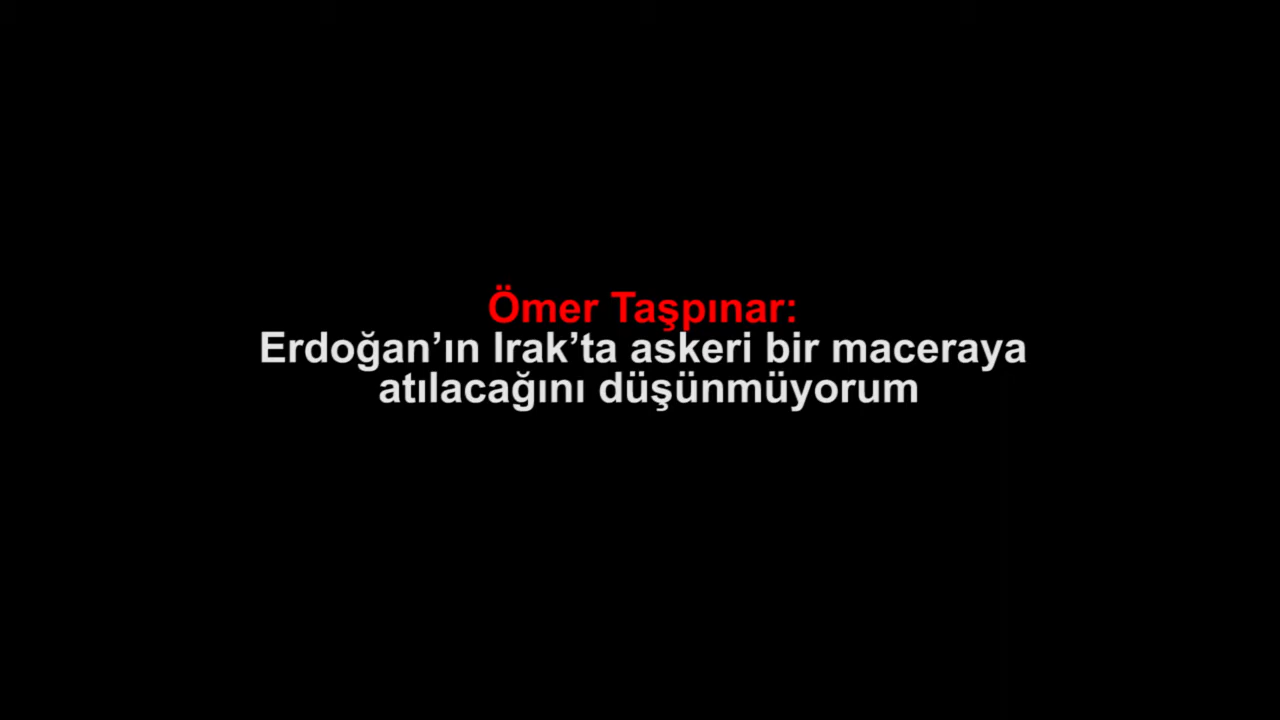 Ömer Taşpınar:
Erdoğan’ın Irak’ta askeri bir maceraya
atılacağını düşünmüyorum